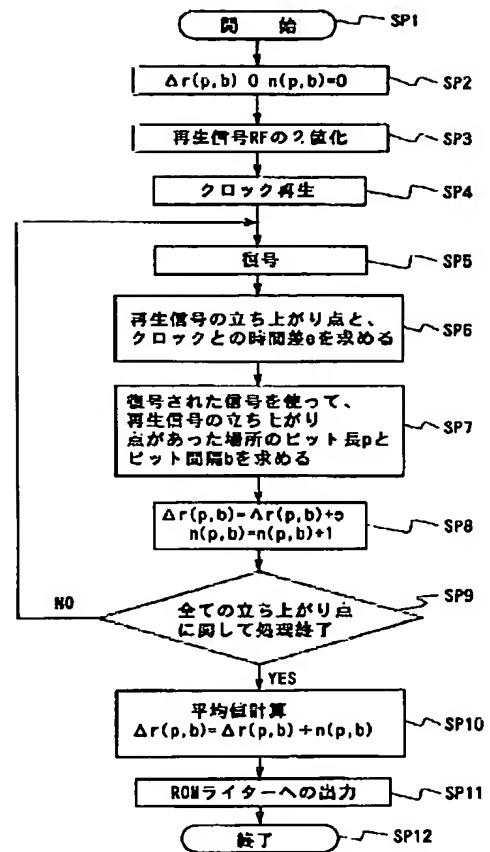 開 始 SP1
Δr(p,b) 0 n(p,b)=0 SP2
再生信号RFの2値化 SP3
クロック再生 SP4
復号 SP5
再生信号の立ち上がり点と、
クロックとの時間差eを求める SP6
復号された信号を使って、
再生信号の立ち上がり
点があった場所のピット長pと
ピット間隔bを求める SP7
Δr(p,b)=Δr(p,b)+e
n(p,b)=n(p,b)+1 SP8
全ての立ち上がり点
に関して処理終了 SP9
NO
YES
平均値計算
Δr(p,b)=Δr(p,b)÷n(p,b) SP10
ROMライターへの出力 SP11
終了 SP12